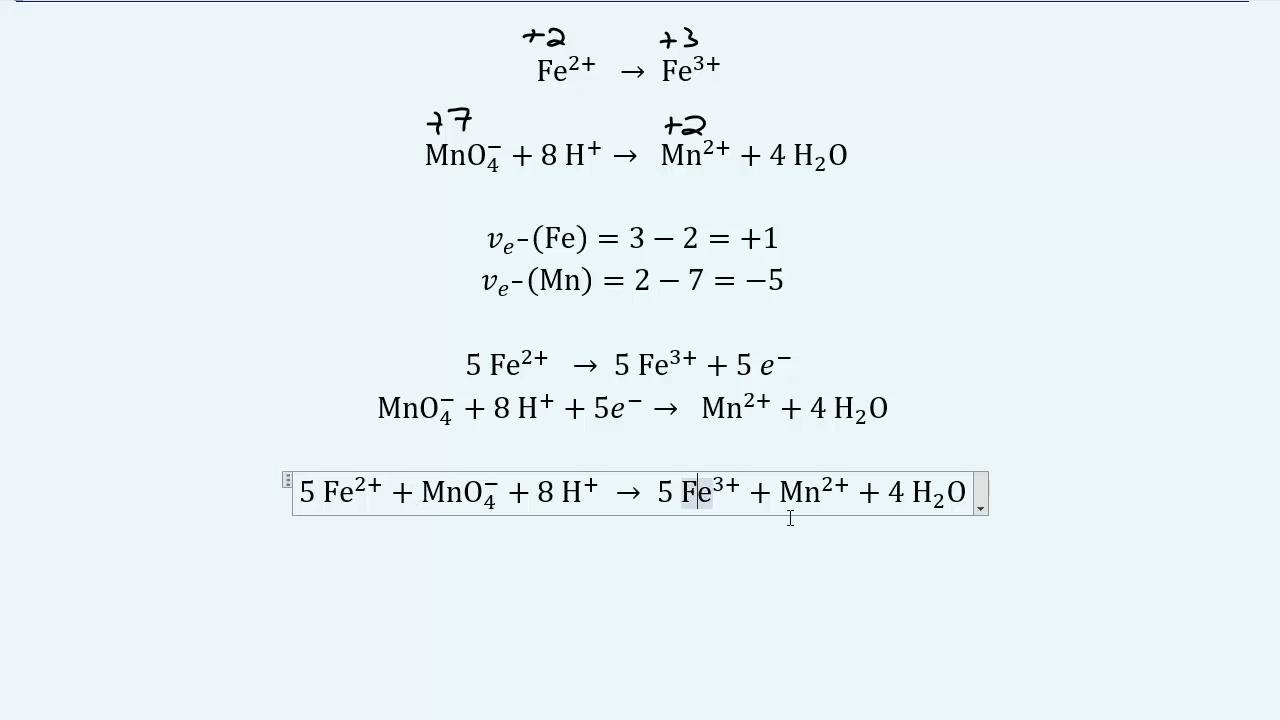 +2 +3
Fe²⁺ → Fe³⁺
+7 +2
MnO₄⁻ + 8 H⁺ → Mn²⁺ + 4 H₂O
νₑ-(Fe) = 3 − 2 = +1
νₑ-(Mn) = 2 − 7 = −5
5 Fe²⁺ → 5 Fe³⁺ + 5 e⁻
MnO₄⁻ + 8 H⁺ + 5e⁻ → Mn²⁺ + 4 H₂O
5 Fe²⁺ + MnO₄⁻ + 8 H⁺ → 5 Fe³⁺ + Mn²⁺ + 4 H₂O